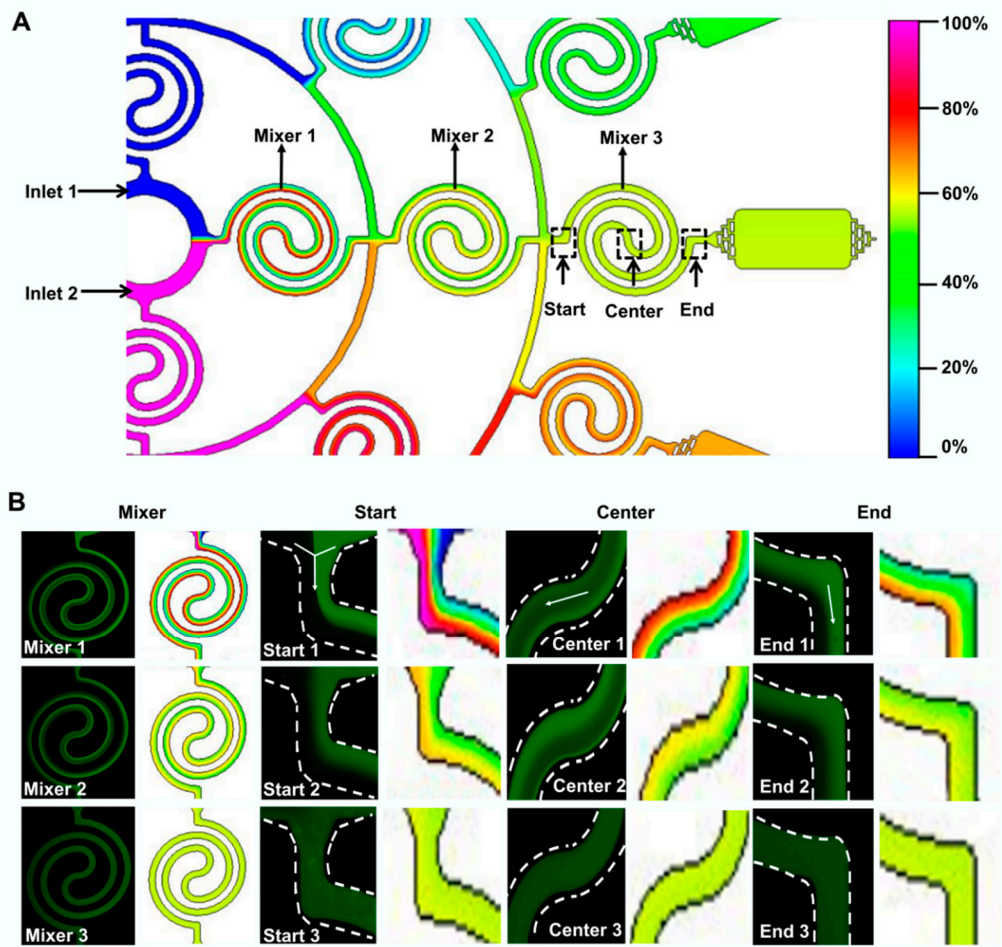 A
100%
80%
60%
40%
20%
0%
Mixer 1
Mixer 2
Mixer 3
Inlet 1
Inlet 2
Start
Center
End
B
Mixer
Start
Center
End
Mixer 1
Start 1
Center 1
End 1
Mixer 2
Start 2
Center 2
End 2
Mixer 3
Start 3
Center 3
End 3